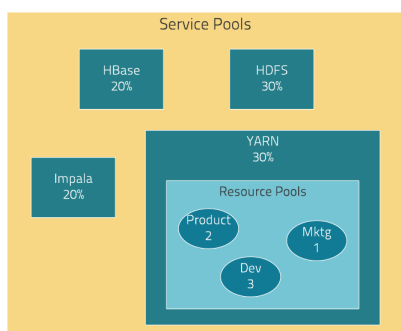 Service Pools
HBase
20%
HDFS
30%
YARN
30%
Impala
20%
Resource Pools
Product
2
Mktg
1
Dev
3